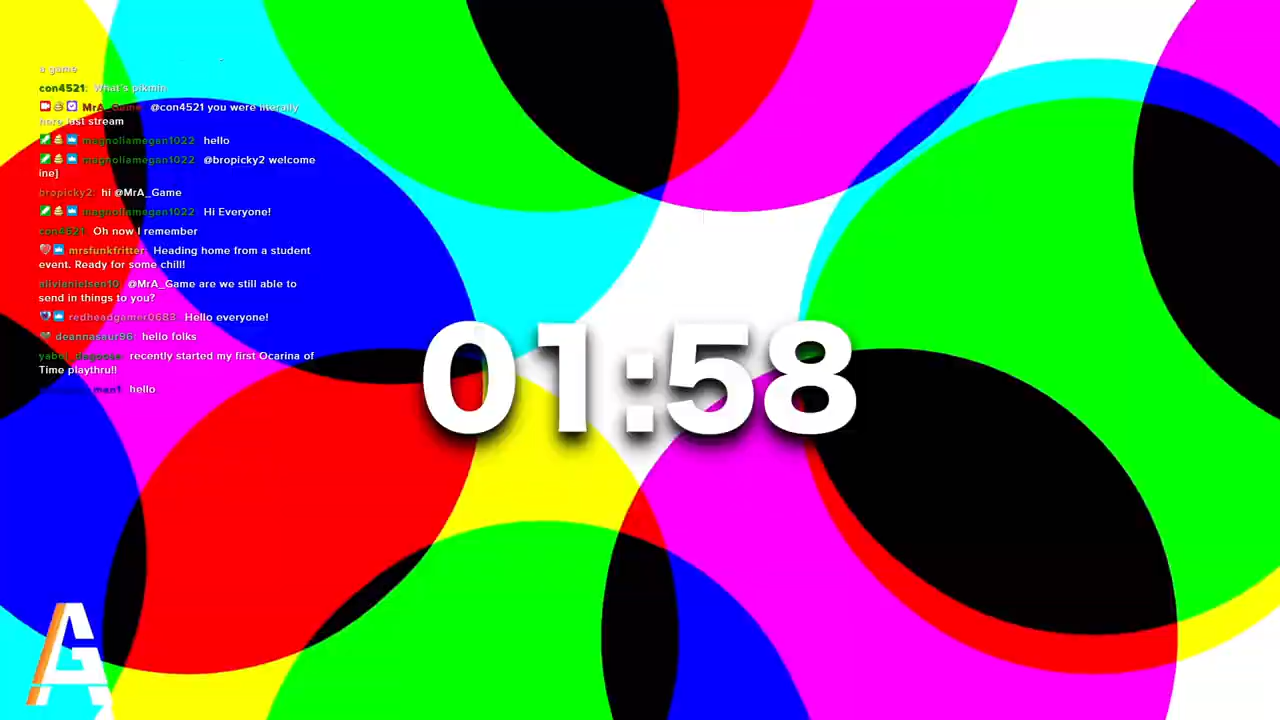 a game
con4521: What's pikmin
MrA_Game @con4521 you were literally
here last stream
magnoliamegan1022 hello
magnoliamegan1022 @bropicky2 welcome
ine]
bropicky2: hi @MrA_Game
magnoliamegan1022 Hi Everyone!
con4521: Oh now I remember
mrsfunkfritter: Heading home from a student
event. Ready for some chill!
alivianielsen10: @MrA_Game are we still able to
send in things to you?
redheadgamer0683: Hello everyone!
deannasaur96: hello folks
recently started my first Ocarina of
Time playthru!!
hello
01:58